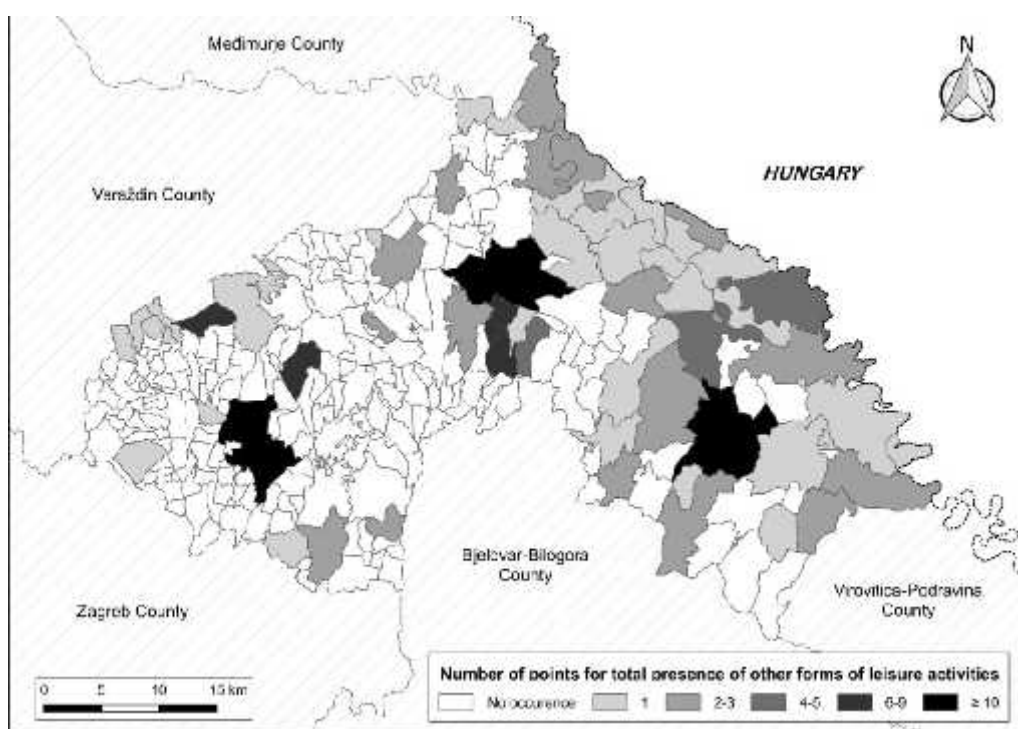 Međimurje County
N
HUNGARY
Varaždin County
Bjelovar-Bilogora
County
Virovitica-Podravina
County
Zagreb County
Number of points for total presence of other forms of leisure activities
0 5 10 15 km
No occurence 1 2-3 4-5 6-9 ≥ 10